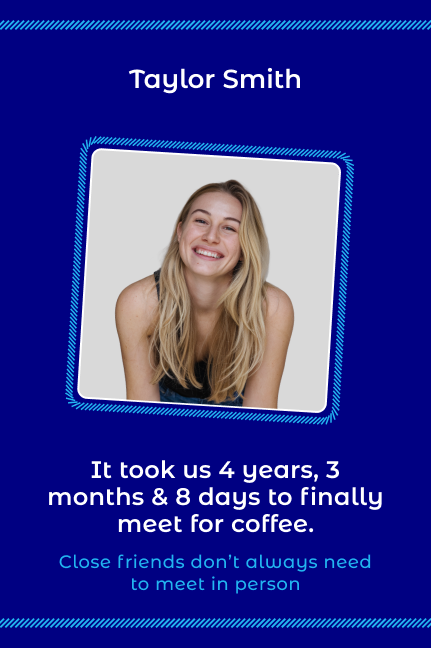 Taylor Smith
It took us 4 years, 3
months & 8 days to finally
meet for coffee.
Close friends don’t always need
to meet in person